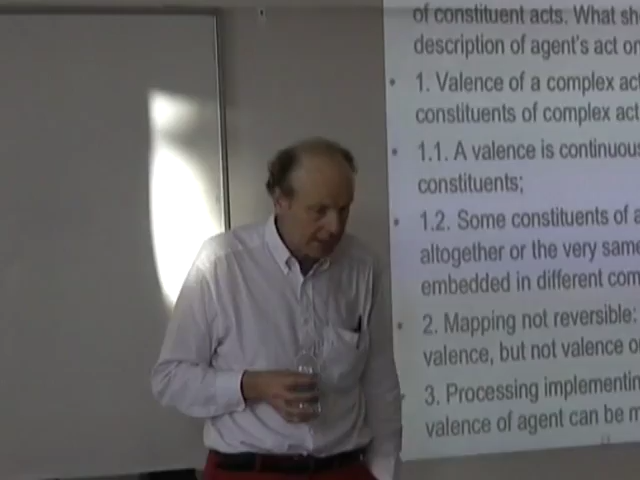 of constituent acts. What sh
description of agent's act on
• 1. Valence of a complex act
constituents of complex act
• 1.1. A valence is continuous
constituents;
• 1.2. Some constituents of a
altogether or the very same
embedded in different com
• 2. Mapping not reversible:
valence, but not valence o
• 3. Processing implementin
valence of agent can be m